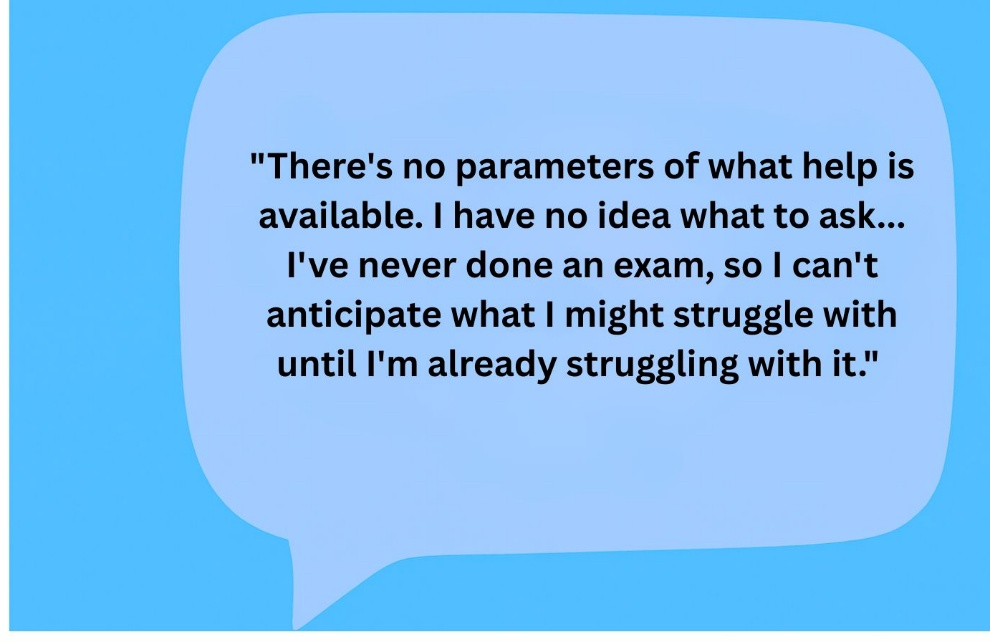 "There's no parameters of what help is
available. I have no idea what to ask...
I've never done an exam, so I can't
anticipate what I might struggle with
until I'm already struggling with it."